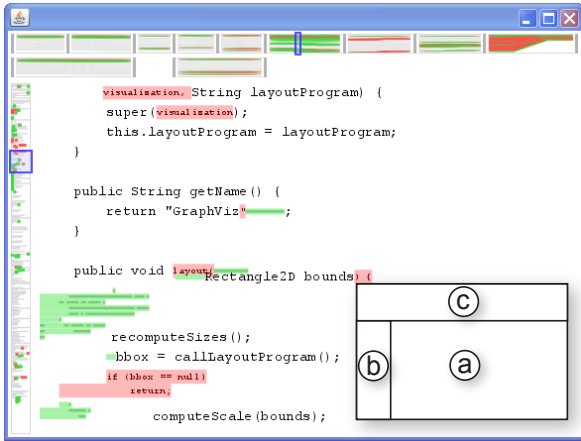 visualization, String layoutProgram) {
super(visualization);
this.layoutProgram = layoutProgram;
}
public String getName() {
return "GraphViz";
}
public void layout(Rectangle2D bounds) {
recomputeSizes();
bbox = callLayoutProgram();
if (bbox == null)
return;
computeScale(bounds);
c
b
a